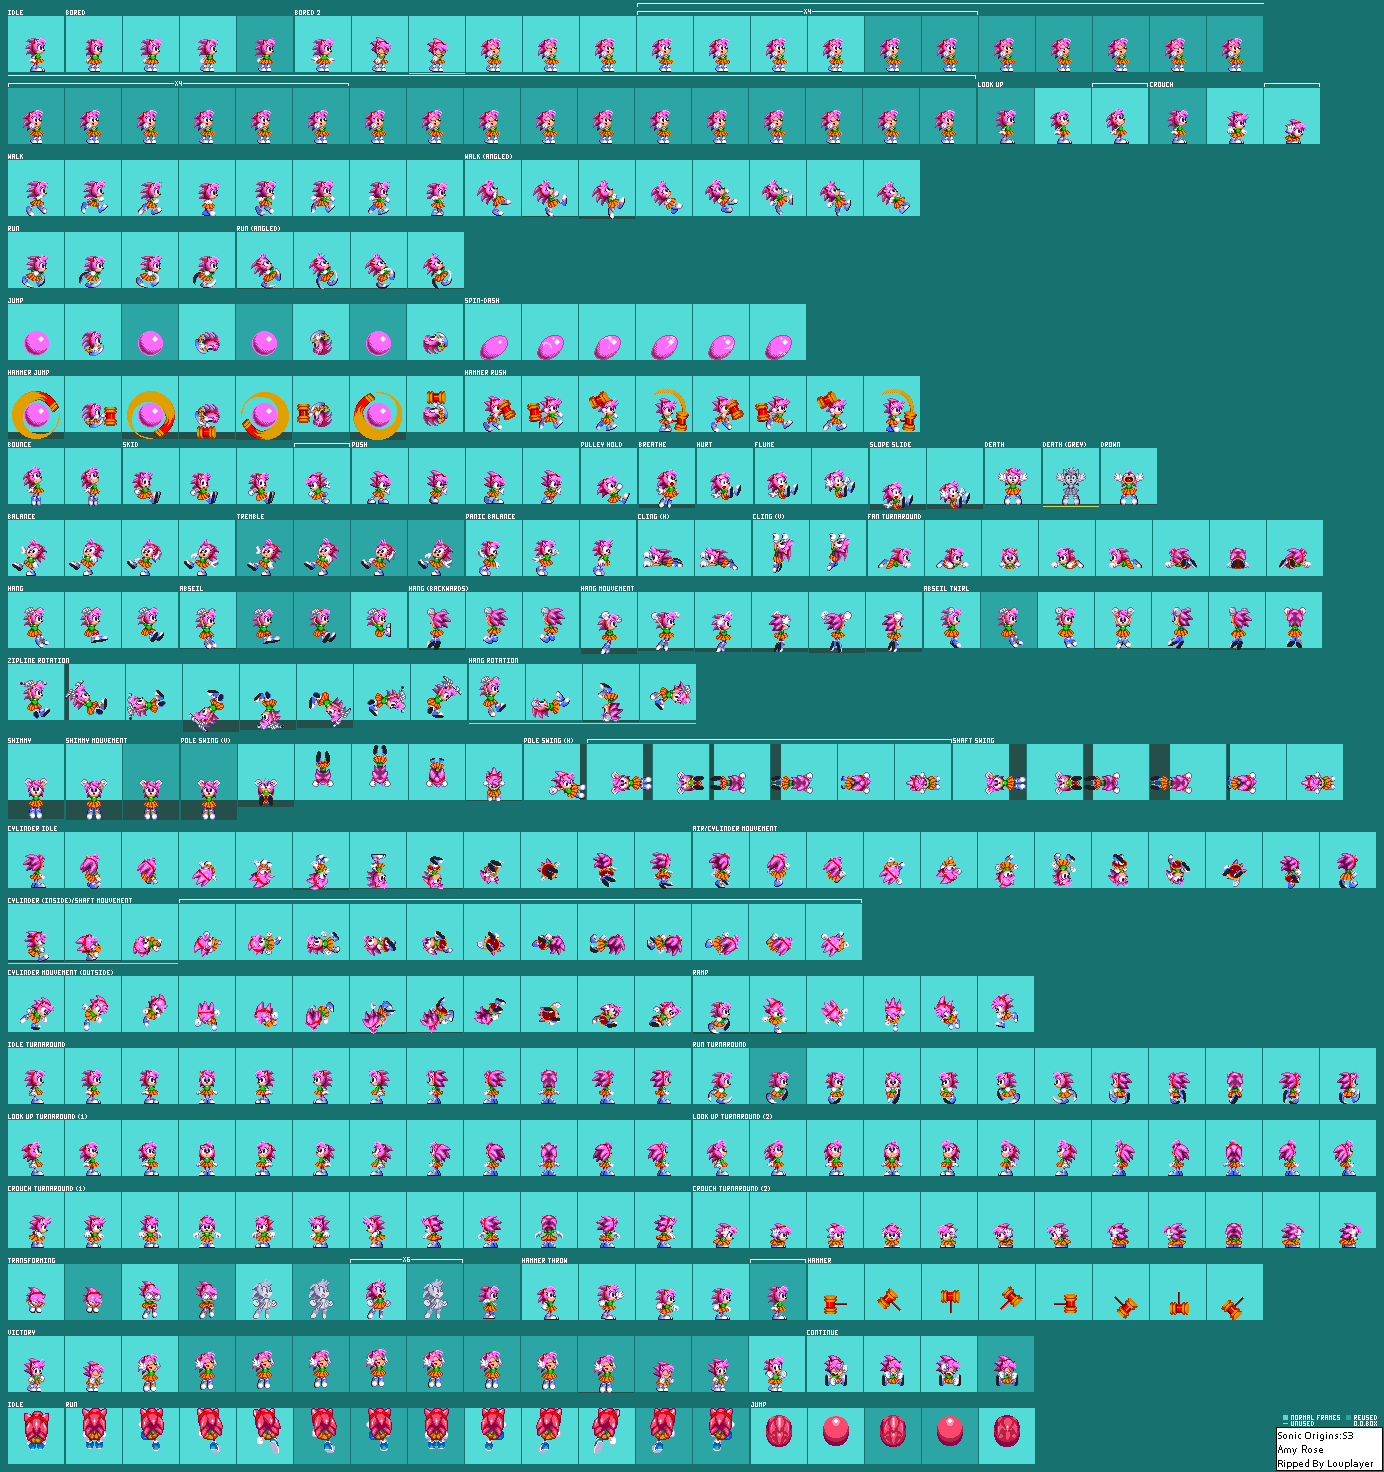 IDLE BORED BORED 2 X4
X4 LOOK UP CROUCH
WALK WALK (ANGLED)
RUN RUN (ANGLED)
JUMP SPIN-DASH
HAMMER JUMP HAMMER RUSH
BOUNCE SKID PUSH PULLEY HOLD BREATHE HURT FLUME SLOPE SLIDE DEATH DEATH (GREY) DROWN
BALANCE TREMBLE PANIC BALANCE CLING (H) CLING (V) FAN TURNAROUND
HANG ABSEIL HANG (BACKWARDS) HANG MOUVEMENT ABSEIL TWIRL
ZIPLINE ROTATION HANG ROTATION
SHIMMY SHIMMY MOUVEMENT POLE SWING (V) POLE SWING (H) SHAFT SWING
CYLINDER IDLE AIR/CYLINDER MOUVEMENT
CYLINDER (INSIDE)/SHAFT MOUVEMENT
CYLINDER MOUVEMENT (OUTSIDE) RAMP
IDLE TURNAROUND RUN TURNAROUND
LOOK UP TURNAROUND (1) LOOK UP TURNAROUND (2)
CROUCH TURNAROUND (1) CROUCH TURNAROUND (2)
TRANSFORMING X6 HAMMER THROW HAMMER
VICTORY CONTINUE
IDLE RUN JUMP
NORMAL FRAMES REUSED
UNUSED O.O.BOX
Sonic Origins:S3
Amy Rose
Ripped By Louplayer